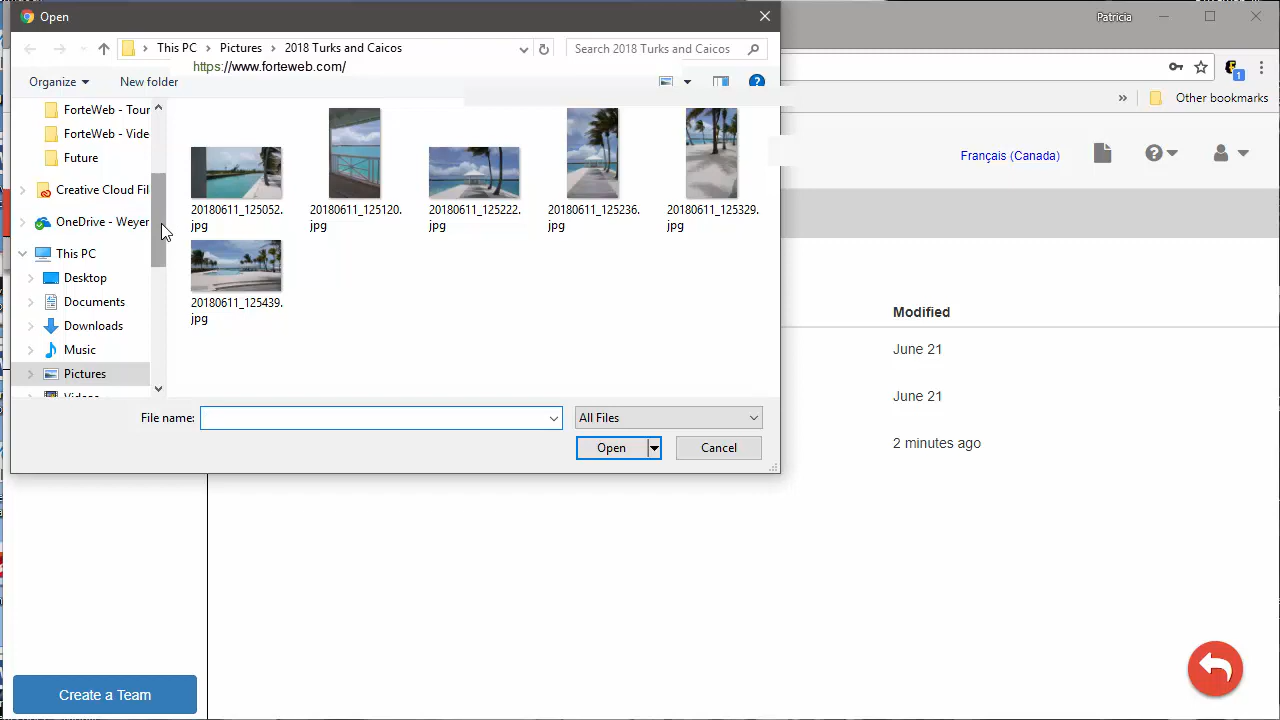 Open
Patricia
This PC > Pictures > 2018 Turks and Caicos
Search 2018 Turks and Caicos
https://www.forteweb.com/
Organize
New folder
Other bookmarks
ForteWeb - Tour
ForteWeb - Vide
Future
Creative Cloud Fil
OneDrive - Weyer
This PC
Desktop
Documents
Downloads
Music
Pictures
Videos
20180611_125052.
jpg
20180611_125120.
jpg
20180611_125222.
jpg
20180611_125236.
jpg
20180611_125329.
jpg
20180611_125439.
jpg
Français (Canada)
Modified
June 21
June 21
2 minutes ago
File name:
All Files
Open
Cancel
Create a Team
1